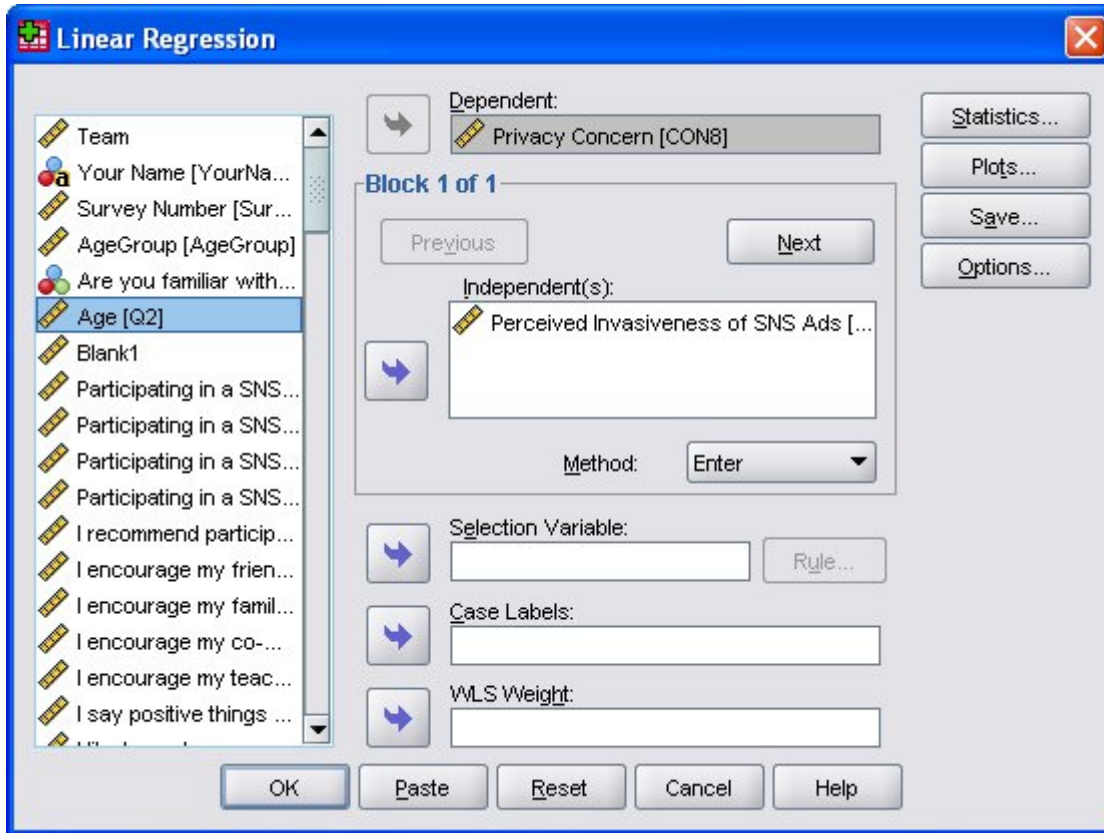 Linear Regression
Team
Your Name [YourNa...
Survey Number [Sur...
AgeGroup [AgeGroup]
Are you familiar with...
Age [Q2]
Blank1
Participating in a SNS...
Participating in a SNS...
Participating in a SNS...
Participating in a SNS...
I recommend particip...
I encourage my frien...
I encourage my famil...
I encourage my co-...
I encourage my teac...
I say positive things ...
Dependent:
Privacy Concern [CON8]
Block 1 of 1
Previous
Next
Independent(s):
Perceived Invasiveness of SNS Ads [...
Method:
Enter
Selection Variable:
Rule...
Case Labels:
WLS Weight:
Statistics...
Plots...
Save...
Options...
OK
Paste
Reset
Cancel
Help